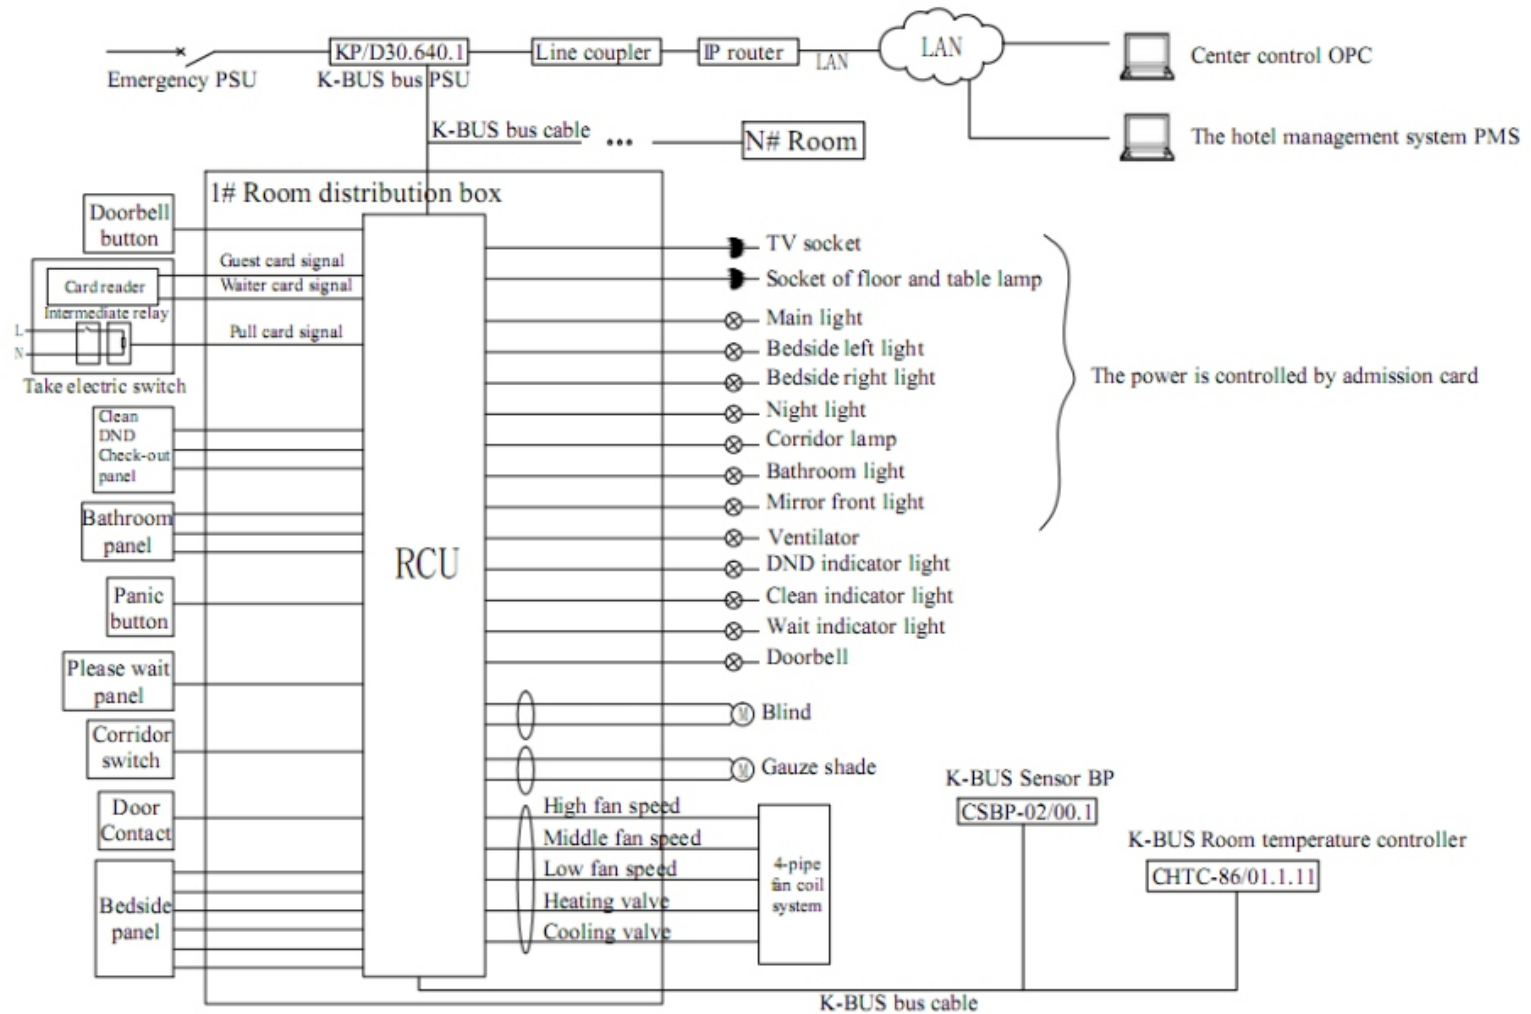 KP/D30.640.1
Line coupler
IP router
LAN
LAN
Center control OPC
Emergency PSU
K-BUS bus PSU
K-BUS bus cable
•••
N# Room
The hotel management system PMS
1# Room distribution box
Doorbell
button
Guest card signal
Card reader
Waiter card signal
Intermediate relay
L
N
Pull card signal
Take electric switch
Clean
DND
Check-out
panel
Bathroom
panel
Panic
button
Please wait
panel
Corridor
switch
Door
Contact
Bedside
panel
RCU
TV socket
Socket of floor and table lamp
Main light
Bedside left light
Bedside right light
Night light
Corridor lamp
Bathroom light
Mirror front light
Ventilator
DND indicator light
Clean indicator light
Wait indicator light
Doorbell
The power is controlled by admission card
M
Blind
M
Gauze shade
High fan speed
Middle fan speed
Low fan speed
Heating valve
Cooling valve
4-pipe
fan coil
system
K-BUS Sensor BP
CSBP-02/00.1
K-BUS Room temperature controller
CHTC-86/01.1.11
K-BUS bus cable